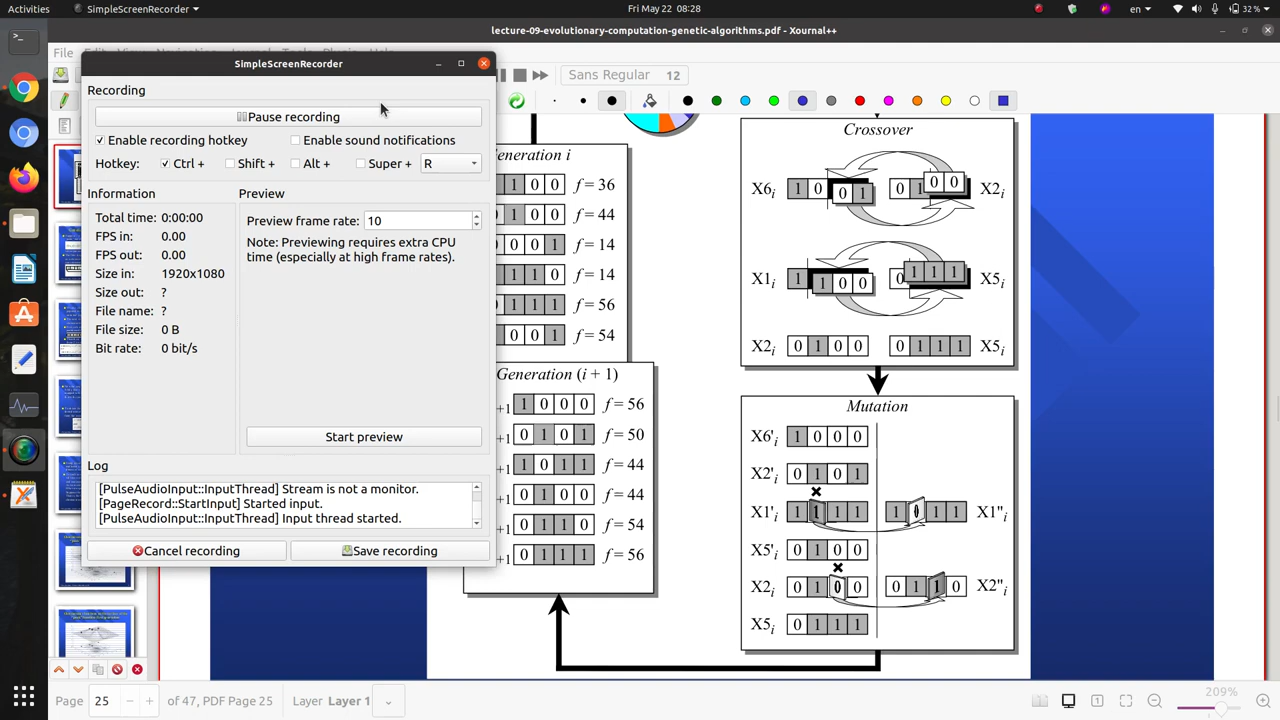 Activities
SimpleScreenRecorder
Fri May 22 08:28
en
32 %
lecture-09-evolutionary-computation-genetic-algorithms.pdf - Xournal++
File
Sans Regular 12
SimpleScreenRecorder
Recording
Pause recording
Enable recording hotkey
Enable sound notifications
Hotkey:
Ctrl +
Shift +
Alt +
Super +
R
Information
Preview
Total time: 0:00:00
FPS in: 0.00
FPS out: 0.00
Size in: 1920x1080
Size out: ?
File name: ?
File size: 0 B
Bit rate: 0 bit/s
Preview frame rate: 10
Note: Previewing requires extra CPU
time (especially at high frame rates).
Start preview
Log
[PulseAudioInput::InputThread] Stream is not a monitor.
[PageRecord::StartInput] Started input.
[PulseAudioInput::InputThread] Input thread started.
Cancel recording
Save recording
eneration i
1 0 0 f = 36
1 0 0 f = 44
0 0 1 f = 14
1 1 0 f = 14
1 1 1 f = 56
0 0 1 f = 54
Generation (i + 1)
+1 1 0 0 0 f = 56
+1 0 1 0 1 f = 50
+1 1 0 1 1 f = 44
+1 0 1 0 0 f = 44
+1 0 1 1 0 f = 54
+1 0 1 1 1 f = 56
Crossover
X6i 1 0 0 1 0 1 0 0 X2i
X1i 1 1 0 0 0 1 1 1 X5i
X2i 0 1 0 0 0 1 1 1 X5i
Mutation
X6'i 1 0 0 0
X2'i 0 1 0 1
X1'i 1 1 1 1 1 0 1 1 X1"i
X5'i 0 1 0 0
X2i 0 1 0 0 0 1 1 0 X2"i
X5i 0 1 1 1
Page 25 of 47, PDF Page 25
Layer Layer 1
209%